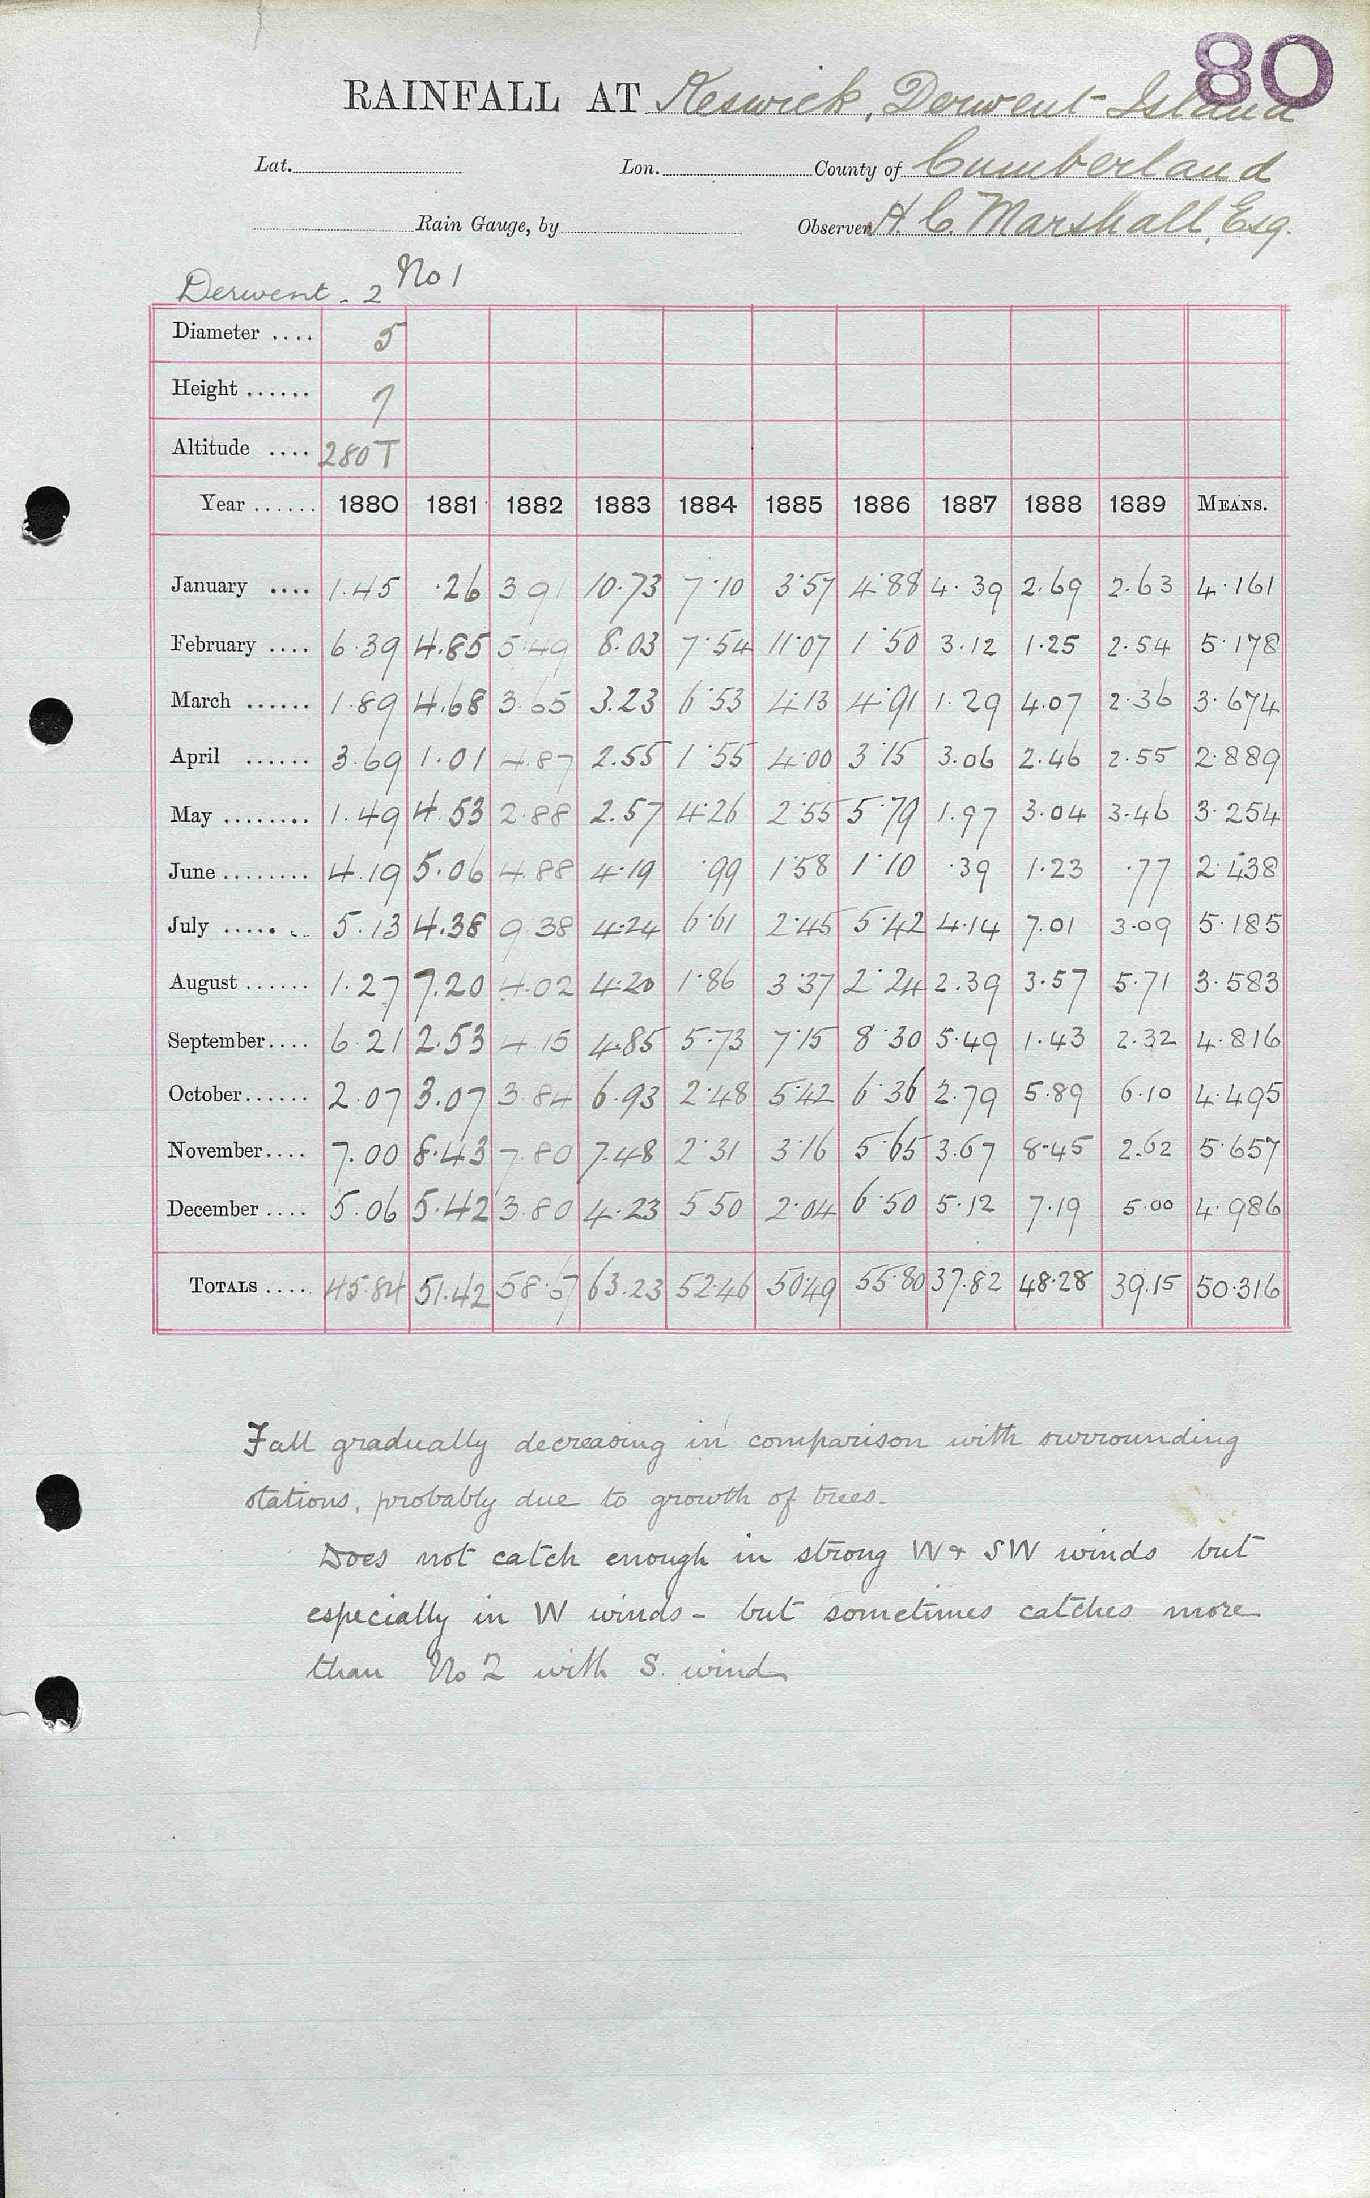 80
RAINFALL AT Keswick, Derwent Island
Lat. Lon. County of Cumberland
Rain Gauge, by Observer H. C. Marshall, Esq.
No 1
Derwent - 2
Diameter .... 5
Height ...... 7
Altitude .... 280T
Year ...... 1880 1881 1882 1883 1884 1885 1886 1887 1888 1889 MEANS.
January .... 1.45 .26 3.91 10.73 7.10 3.57 4.88 4.39 2.69 2.63 4.161
February .... 6.39 4.85 5.49 8.03 7.54 11.07 1.50 3.12 1.25 2.54 5.178
March ...... 1.89 4.68 3.65 3.23 6.53 4.13 4.91 1.29 4.07 2.36 3.674
April ...... 3.69 1.01 4.87 2.55 1.55 4.00 3.15 3.06 2.46 2.55 2.889
May ........ 1.49 4.53 2.88 2.57 4.26 2.55 5.79 1.97 3.04 3.46 3.254
June ........ 4.19 5.06 4.88 4.19 .99 1.58 1.10 .39 1.23 .77 2.438
July ...... 5.13 4.38 9.38 4.24 6.61 2.45 5.42 4.14 7.01 3.09 5.185
August ...... 1.27 7.20 4.02 4.20 1.86 3.37 2.24 2.39 3.57 5.71 3.583
September.... 6.21 2.53 4.15 4.85 5.73 7.15 8.30 5.49 1.43 2.32 4.816
October...... 2.07 3.07 3.84 6.93 2.48 5.42 6.36 2.79 5.89 6.10 4.495
November.... 7.00 8.43 7.80 7.48 2.31 3.16 5.65 3.67 8.45 2.62 5.657
December .... 5.06 5.42 3.80 4.23 5.50 2.04 6.50 5.12 7.19 5.00 4.986
TOTALS .... 45.84 51.42 58.67 63.23 52.46 50.49 55.80 37.82 48.28 39.15 50.316
Fall gradually decreasing in comparison with surrounding
stations, probably due to growth of trees.
Does not catch enough in strong W & SW winds but
especially in W winds - but sometimes catches more
than No 2 with S. wind